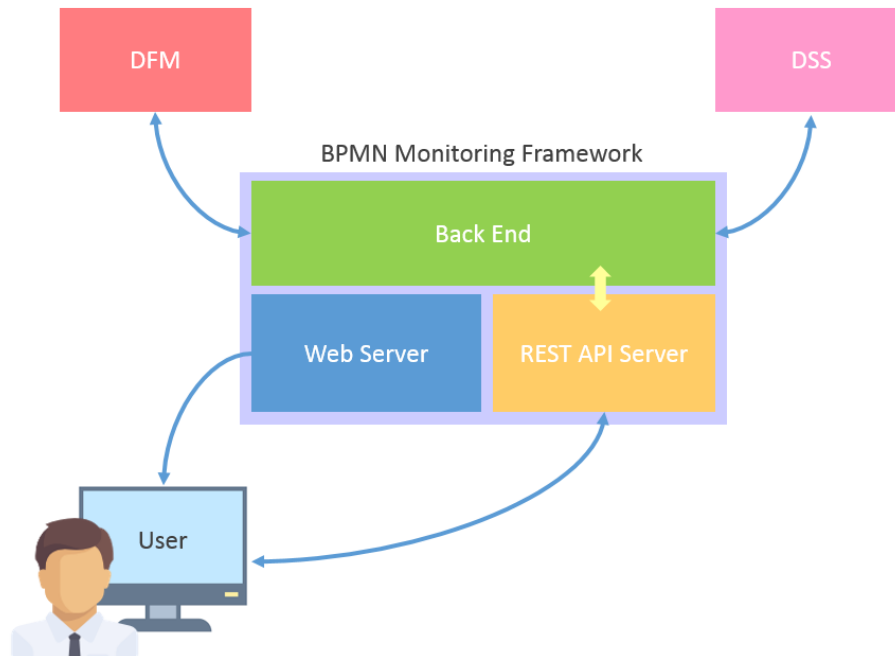 DFM
DSS
BPMN Monitoring Framework
Back End
Web Server
REST API Server
User